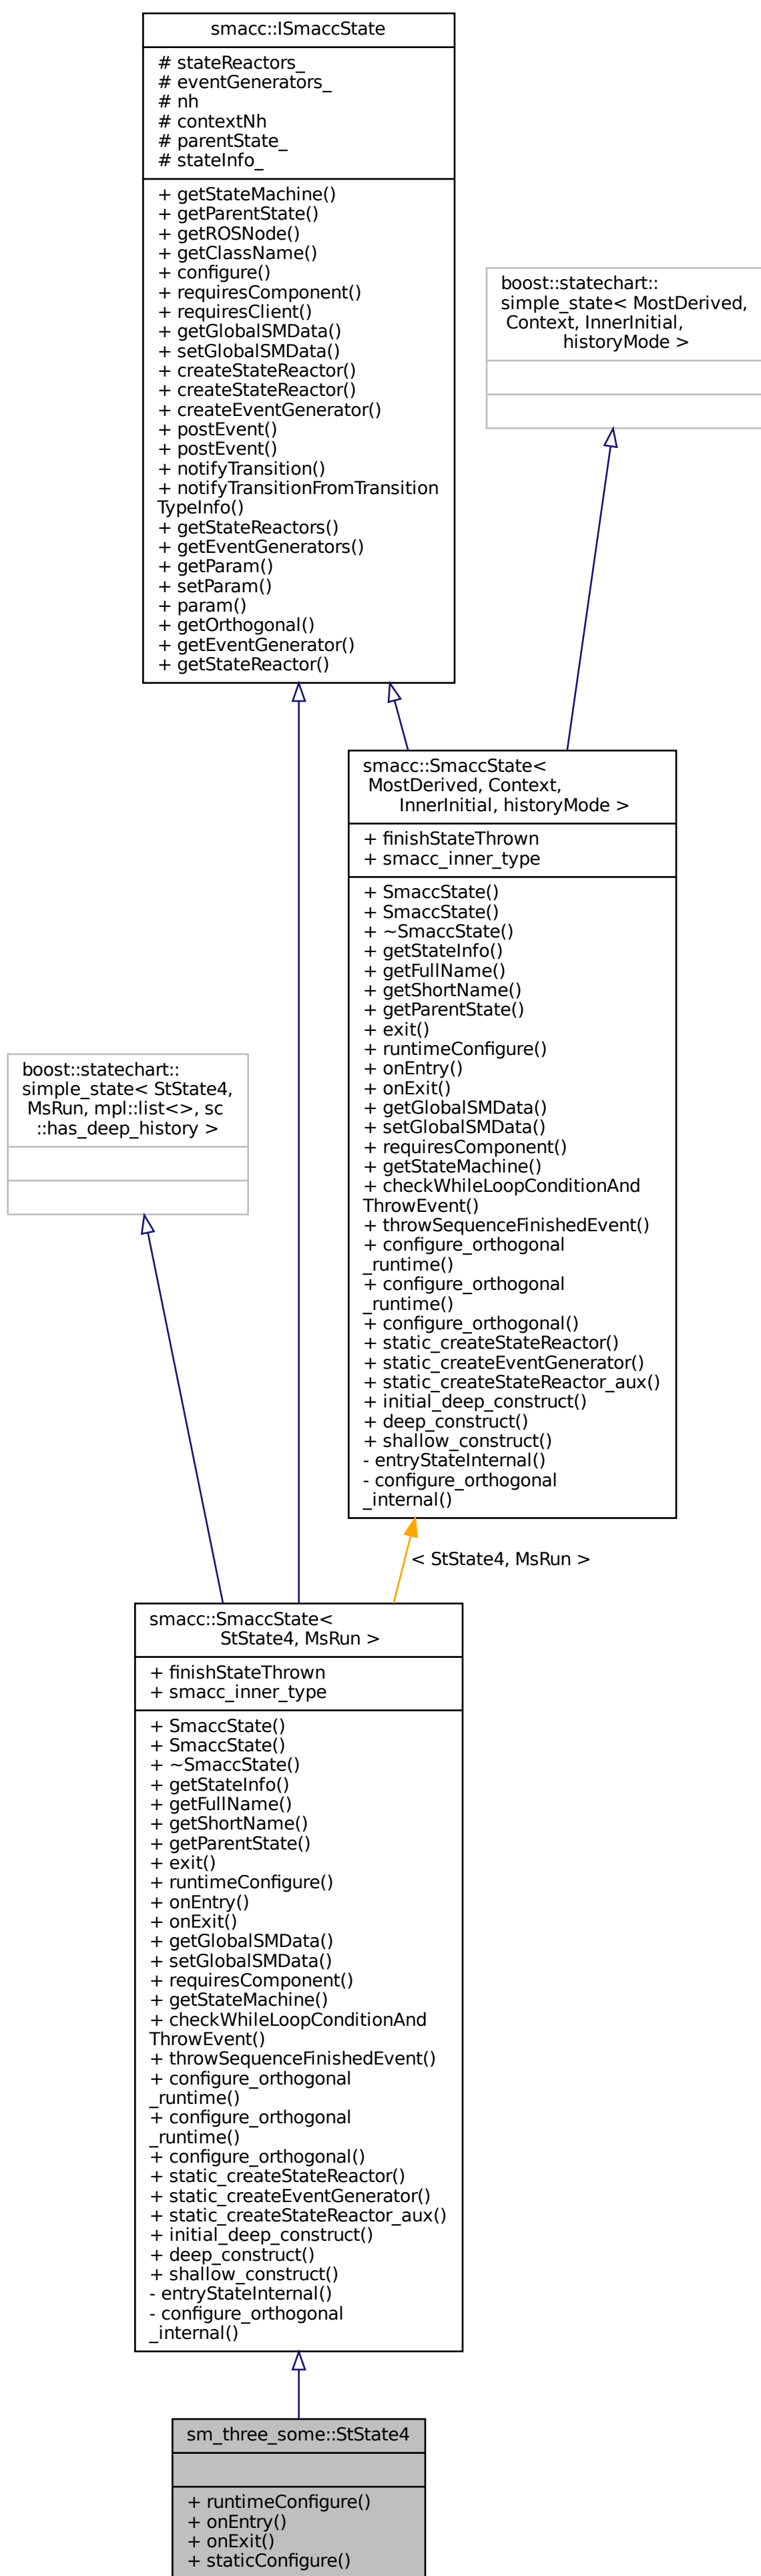 smacc::ISmaccState
# stateReactors_
# eventGenerators_
# nh
# contextNh
# parentState_
# stateInfo_
+ getStateMachine()
+ getParentState()
+ getROSNode()
+ getClassName()
+ configure()
+ requiresComponent()
+ requiresClient()
+ getGlobalSMData()
+ setGlobalSMData()
+ createStateReactor()
+ createStateReactor()
+ createEventGenerator()
+ postEvent()
+ postEvent()
+ notifyTransition()
+ notifyTransitionFromTransition
TypeInfo()
+ getStateReactors()
+ getEventGenerators()
+ getParam()
+ setParam()
+ param()
+ getOrthogonal()
+ getEventGenerator()
+ getStateReactor()
boost::statechart::
simple_state< MostDerived,
Context, InnerInitial,
historyMode >
smacc::SmaccState<
MostDerived, Context,
InnerInitial, historyMode >
+ finishStateThrown
+ smacc_inner_type
+ SmaccState()
+ SmaccState()
+ ~SmaccState()
+ getStateInfo()
+ getFullName()
+ getShortName()
+ getParentState()
+ exit()
+ runtimeConfigure()
+ onEntry()
+ onExit()
+ getGlobalSMData()
+ setGlobalSMData()
+ requiresComponent()
+ getStateMachine()
+ checkWhileLoopConditionAnd
ThrowEvent()
+ throwSequenceFinishedEvent()
+ configure_orthogonal
_runtime()
+ configure_orthogonal
_runtime()
+ configure_orthogonal()
+ static_createStateReactor()
+ static_createEventGenerator()
+ static_createStateReactor_aux()
+ initial_deep_construct()
+ deep_construct()
+ shallow_construct()
- entryStateInternal()
- configure_orthogonal
_internal()
boost::statechart::
simple_state< StState4,
MsRun, mpl::list<>, sc
::has_deep_history >
< StState4, MsRun >
smacc::SmaccState<
StState4, MsRun >
+ finishStateThrown
+ smacc_inner_type
+ SmaccState()
+ SmaccState()
+ ~SmaccState()
+ getStateInfo()
+ getFullName()
+ getShortName()
+ getParentState()
+ exit()
+ runtimeConfigure()
+ onEntry()
+ onExit()
+ getGlobalSMData()
+ setGlobalSMData()
+ requiresComponent()
+ getStateMachine()
+ checkWhileLoopConditionAnd
ThrowEvent()
+ throwSequenceFinishedEvent()
+ configure_orthogonal
_runtime()
+ configure_orthogonal
_runtime()
+ configure_orthogonal()
+ static_createStateReactor()
+ static_createEventGenerator()
+ static_createStateReactor_aux()
+ initial_deep_construct()
+ deep_construct()
+ shallow_construct()
- entryStateInternal()
- configure_orthogonal
_internal()
sm_three_some::StState4
+ runtimeConfigure()
+ onEntry()
+ onExit()
+ staticConfigure()